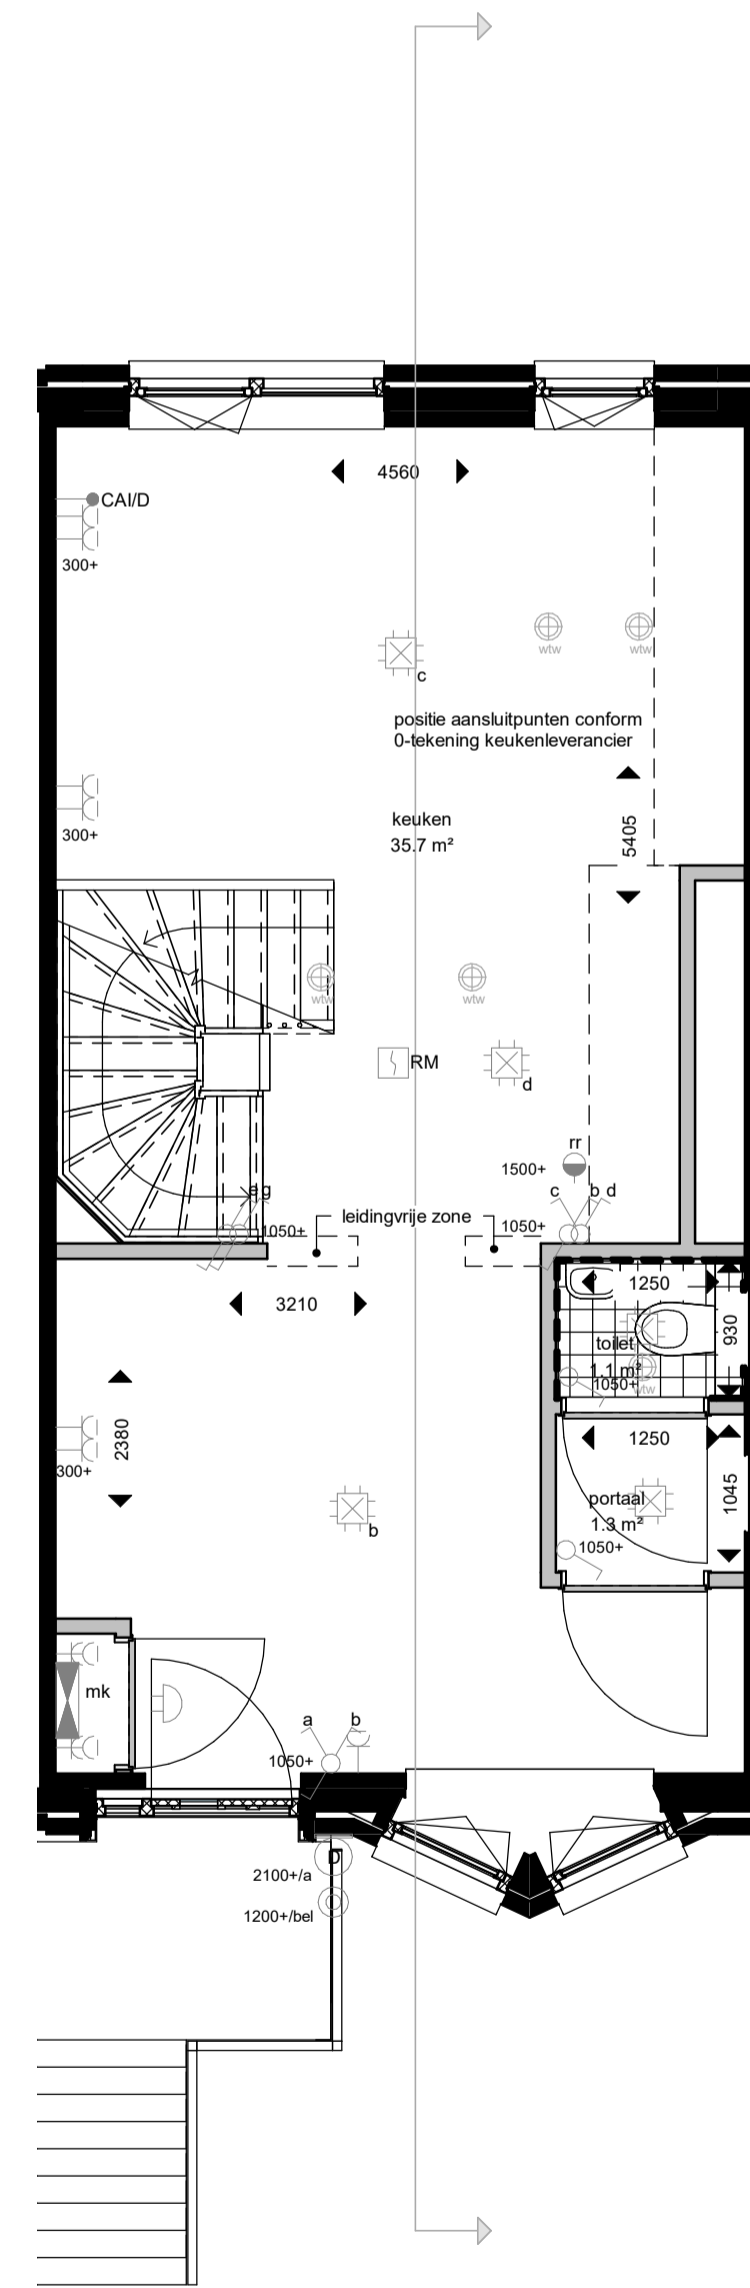 4560
CAI/D
300+
wtw
wtw
c
positie aansluitpunten conform
0-tekening keukenleverancier
300+
keuken
35.7 m²
5405
wtw
wtw
RM
d
rr
1500+
e g
c
b d
1050+
1050+
leidingvrije zone
3210
1250
930
toilet
1.1 m²
1050+
wtw
2380
300+
1250
portaal
1.3 m²
1045
1050+
b
mk
a
b
1050+
2100+/a
1200+/bel